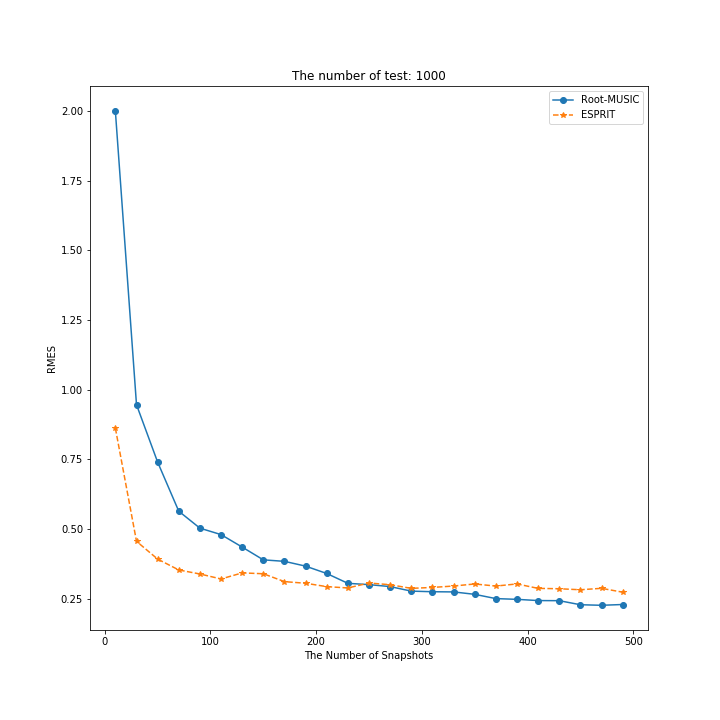 The number of test: 1000
Root-MUSIC
ESPRIT
2.00
1.75
1.50
1.25
1.00
0.75
0.50
0.25
RMES
0 100 200 300 400 500
The Number of Snapshots